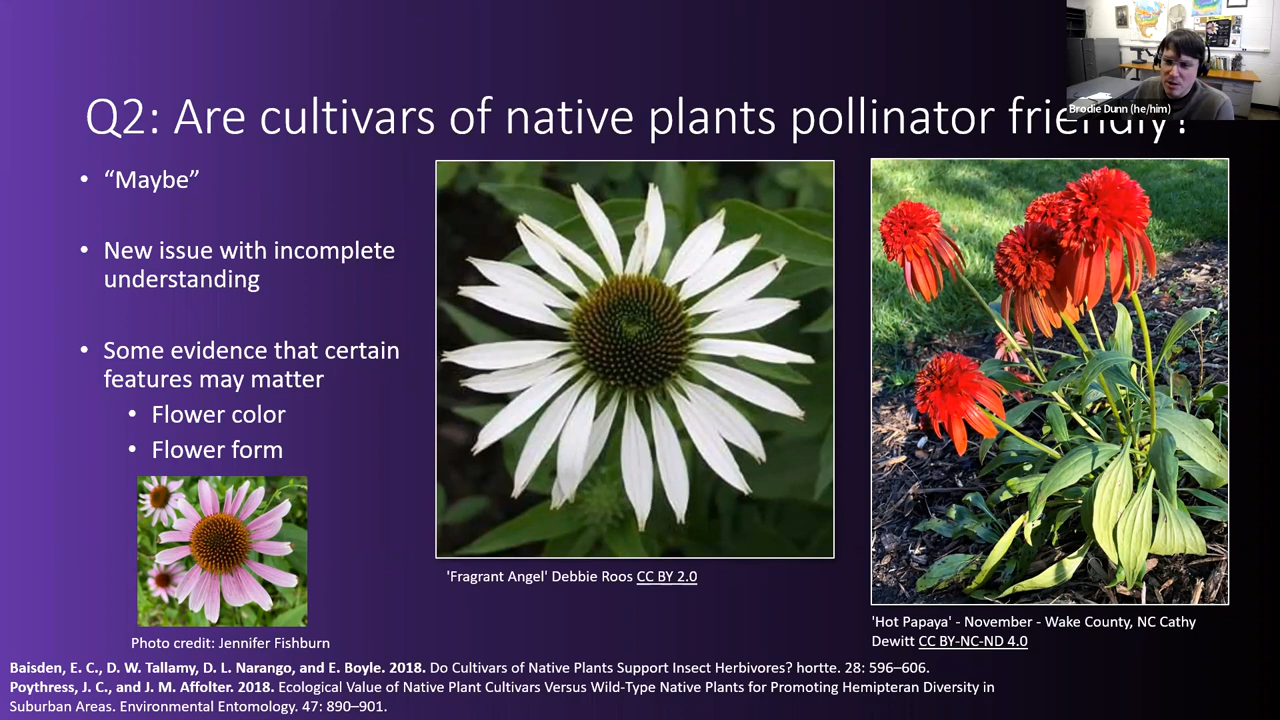 Brodie Dunn (he/him)
Q2: Are cultivars of native plants pollinator friendly?
• “Maybe”
• New issue with incomplete
understanding
• Some evidence that certain
features may matter
• Flower color
• Flower form
Photo credit: Jennifer Fishburn
'Fragrant Angel' Debbie Roos CC BY 2.0
'Hot Papaya' - November - Wake County, NC Cathy
Dewitt CC BY-NC-ND 4.0
Baisden, E. C., D. W. Tallamy, D. L. Narango, and E. Boyle. 2018. Do Cultivars of Native Plants Support Insect Herbivores? hortte. 28: 596–606.
Poythress, J. C., and J. M. Affolter. 2018. Ecological Value of Native Plant Cultivars Versus Wild-Type Native Plants for Promoting Hemipteran Diversity in
Suburban Areas. Environmental Entomology. 47: 890–901.